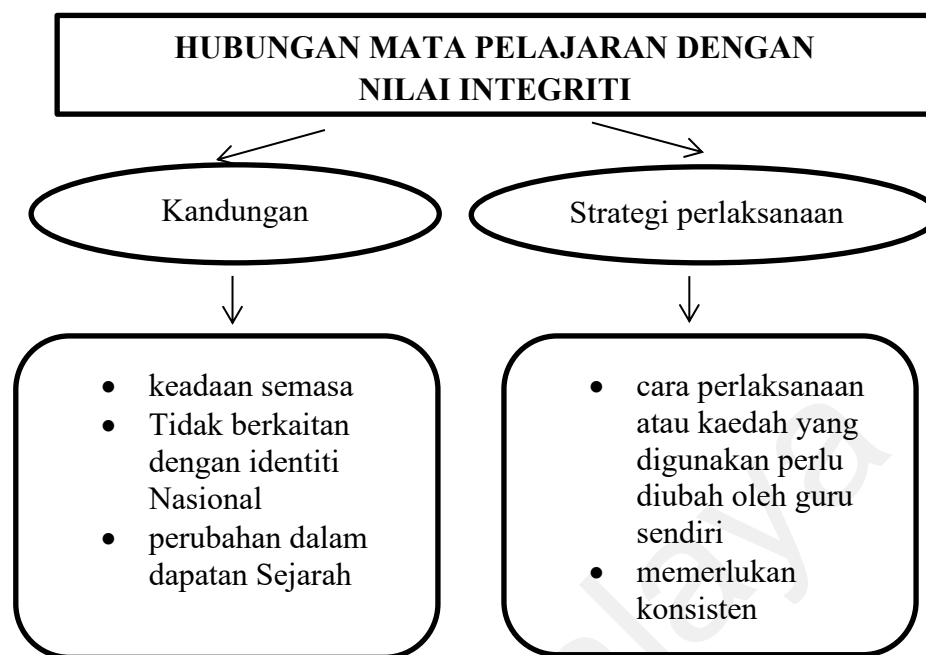 HUBUNGAN MATA PELAJARAN DENGAN
NILAI INTEGRITI
Kandungan
Strategi perlaksanaan
• keadaan semasa
• Tidak berkaitan
dengan identiti
Nasional
• perubahan dalam
dapatan Sejarah
• cara perlaksanaan
atau kaedah yang
digunakan perlu
diubah oleh guru
sendiri
• memerlukan
konsisten